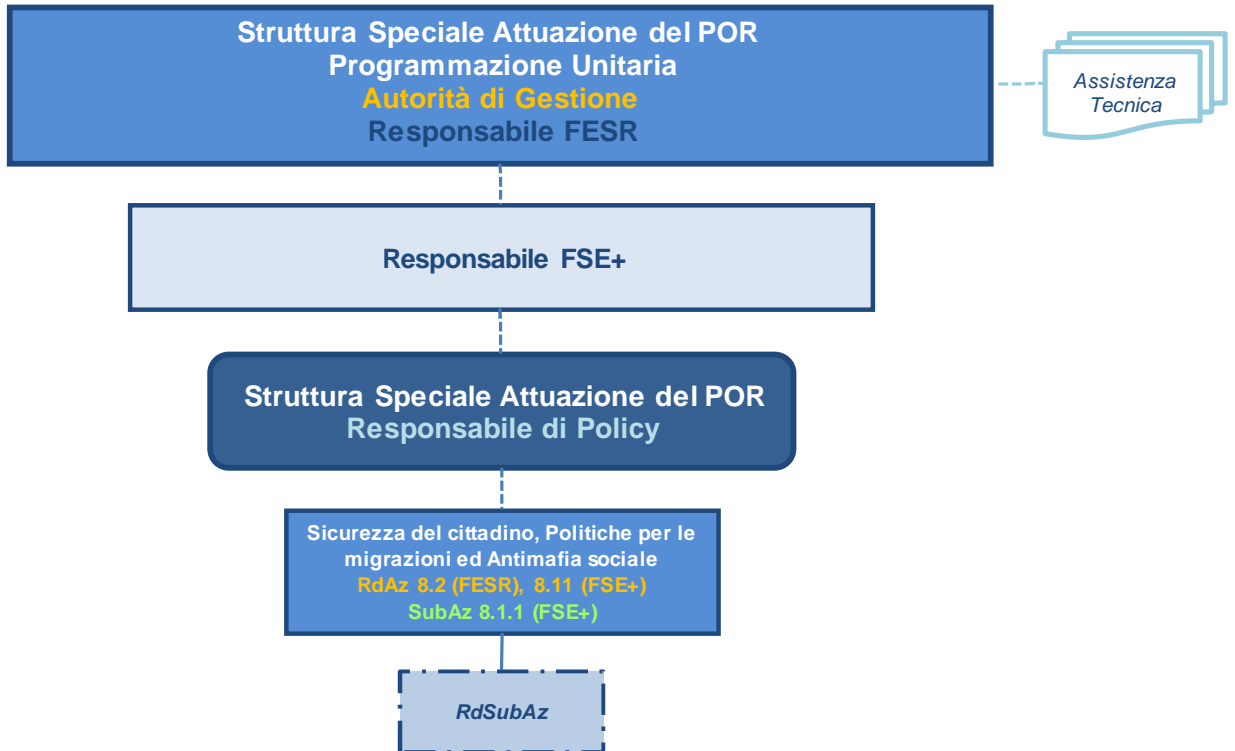 Struttura Speciale Attuazione del POR
Programmazione Unitaria
Autorità di Gestione
Responsabile FESR
Assistenza
Tecnica
Responsabile FSE+
Struttura Speciale Attuazione del POR
Responsabile di Policy
Sicurezza del cittadino, Politiche per le
migrazioni ed Antimafia sociale
RdAz 8.2 (FESR), 8.11 (FSE+)
SubAz 8.1.1 (FSE+)
RdSubAz